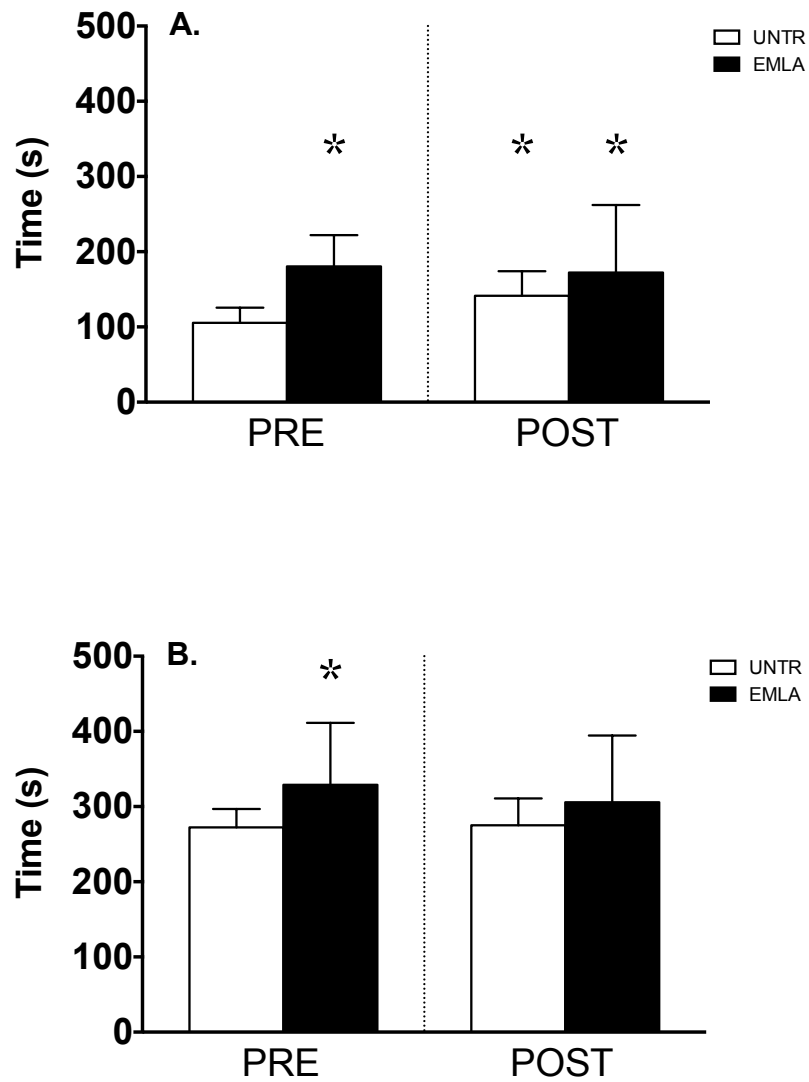 A.
500
400
300
200
100
0
Time (s)
* * *
PRE POST
UNTR
EMLA
B.
500
400
300
200
100
0
Time (s)
*
PRE POST
UNTR
EMLA